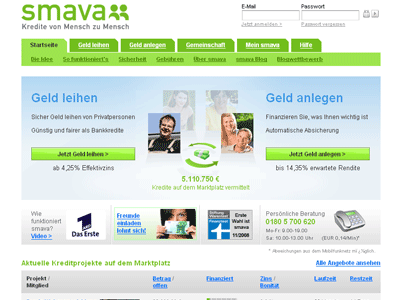 smava
Kredite von Mensch zu Mensch
E-Mail
Passwort
Jetzt anmelden >
Passwort vergessen
Startseite
Geld leihen
Geld anlegen
Gemeinschaft
Mein smava
Hilfe
Die Idee
So funktioniert's
Sicherheit
Gebühren
Über smava
smava Blog
Blogwettbewerb
Geld leihen
Sicher Geld leihen von Privatpersonen
Günstig und fairer als Bankkredite
Jetzt Geld leihen >
ab 4,25% Effektivzins
Geld anlegen
Finanzieren Sie, was Ihnen wichtig ist
Automatische Absicherung
Jetzt Geld anlegen >
bis 14,35% erwartete Rendite
5.110.750 €
Kredite auf dem Marktplatz vermittelt
Wie
funktioniert
smava?
Video >
Das Erste
Freunde
einladen
lohnt sich!
Stiftung
Warentest
Finanztest
Erste
Wahl ist
smava
11/2008
Persönliche Beratung
0180 5 700 620
Mo-Fr: 9.00-19.00
Sa: 10.00-13.00 Uhr
(EUR 0,14/Min)*
* Abweichungen aus dem Mobilfunknetz möglich
Aktuelle Kreditprojekte auf dem Marktplatz
Alle Angebote ansehen
Projekt /
Mitglied
Betrag /
offen
Finanziert
Zins /
Bonität
Laufzeit
Restzeit